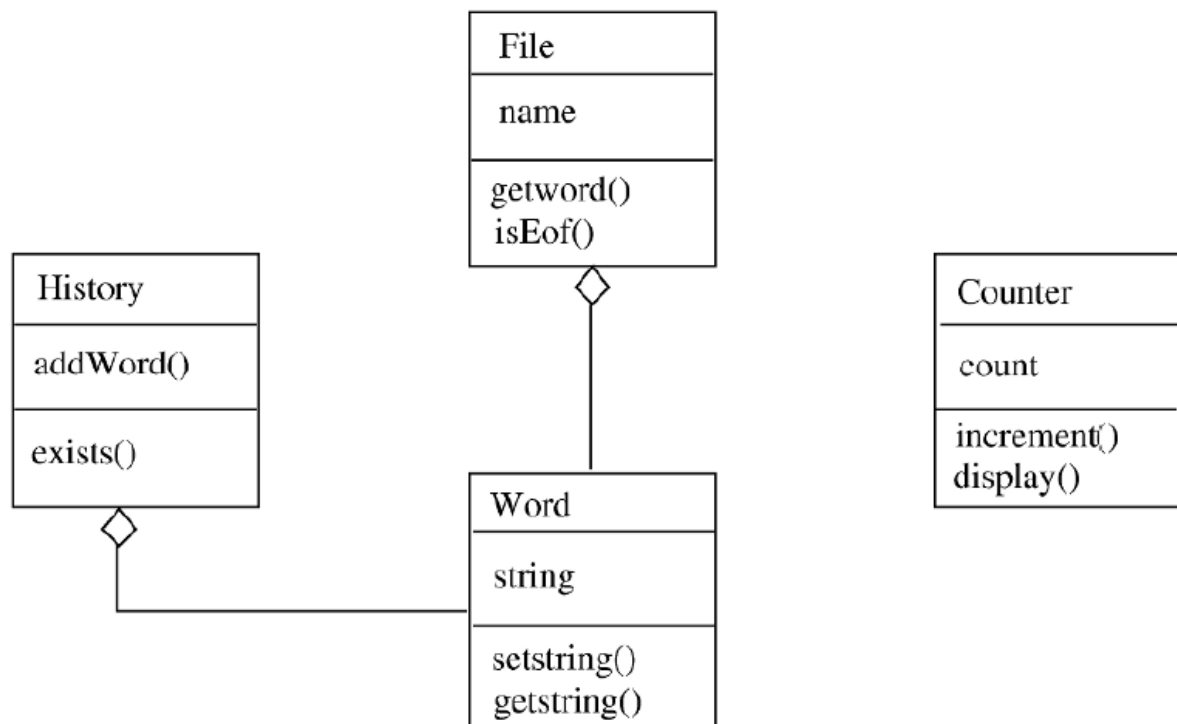 File
name
getword()
isEof()
History
addWord()
exists()
Counter
count
increment()
display()
Word
string
setstring()
getstring()